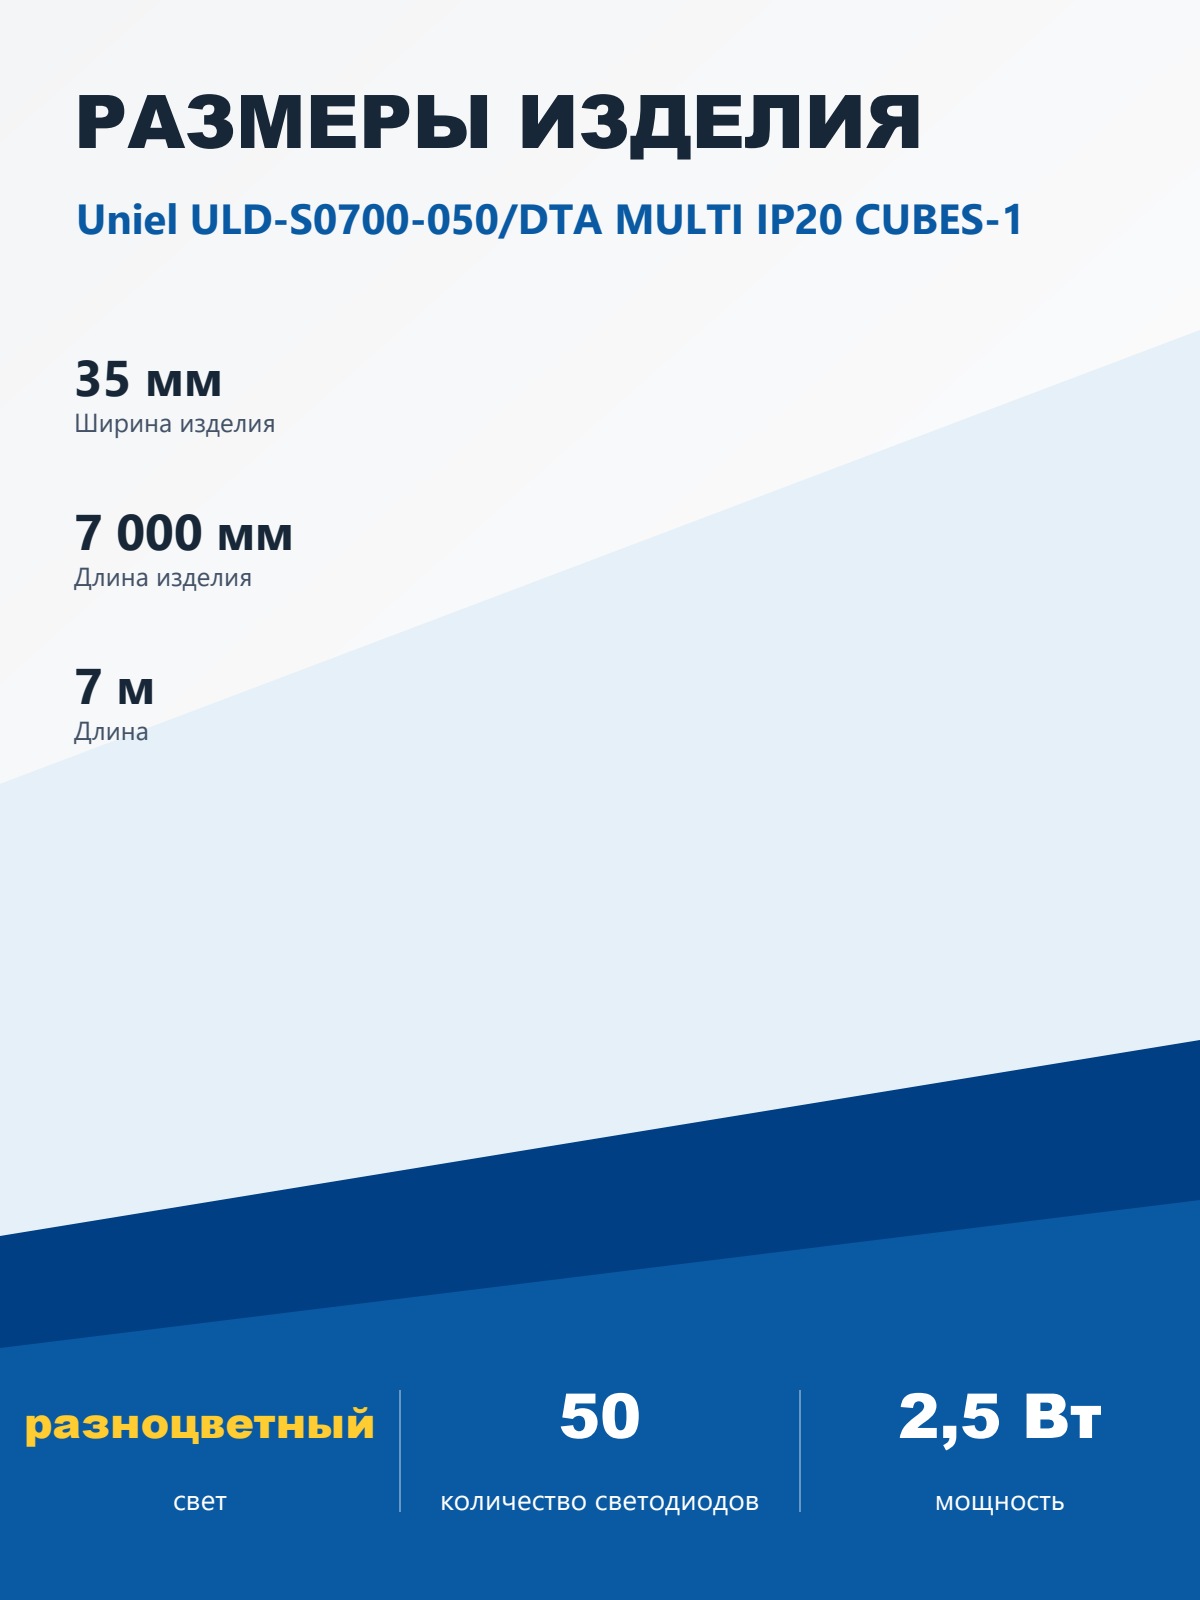 РАЗМЕРЫ ИЗДЕЛИЯ
Uniel ULD-S0700-050/DTA MULTI IP20 CUBES-1
35 мм
Ширина изделия
7 000 мм
Длина изделия
7 м
Длина
разноцветный
свет
50
количество светодиодов
2,5 Вт
мощность